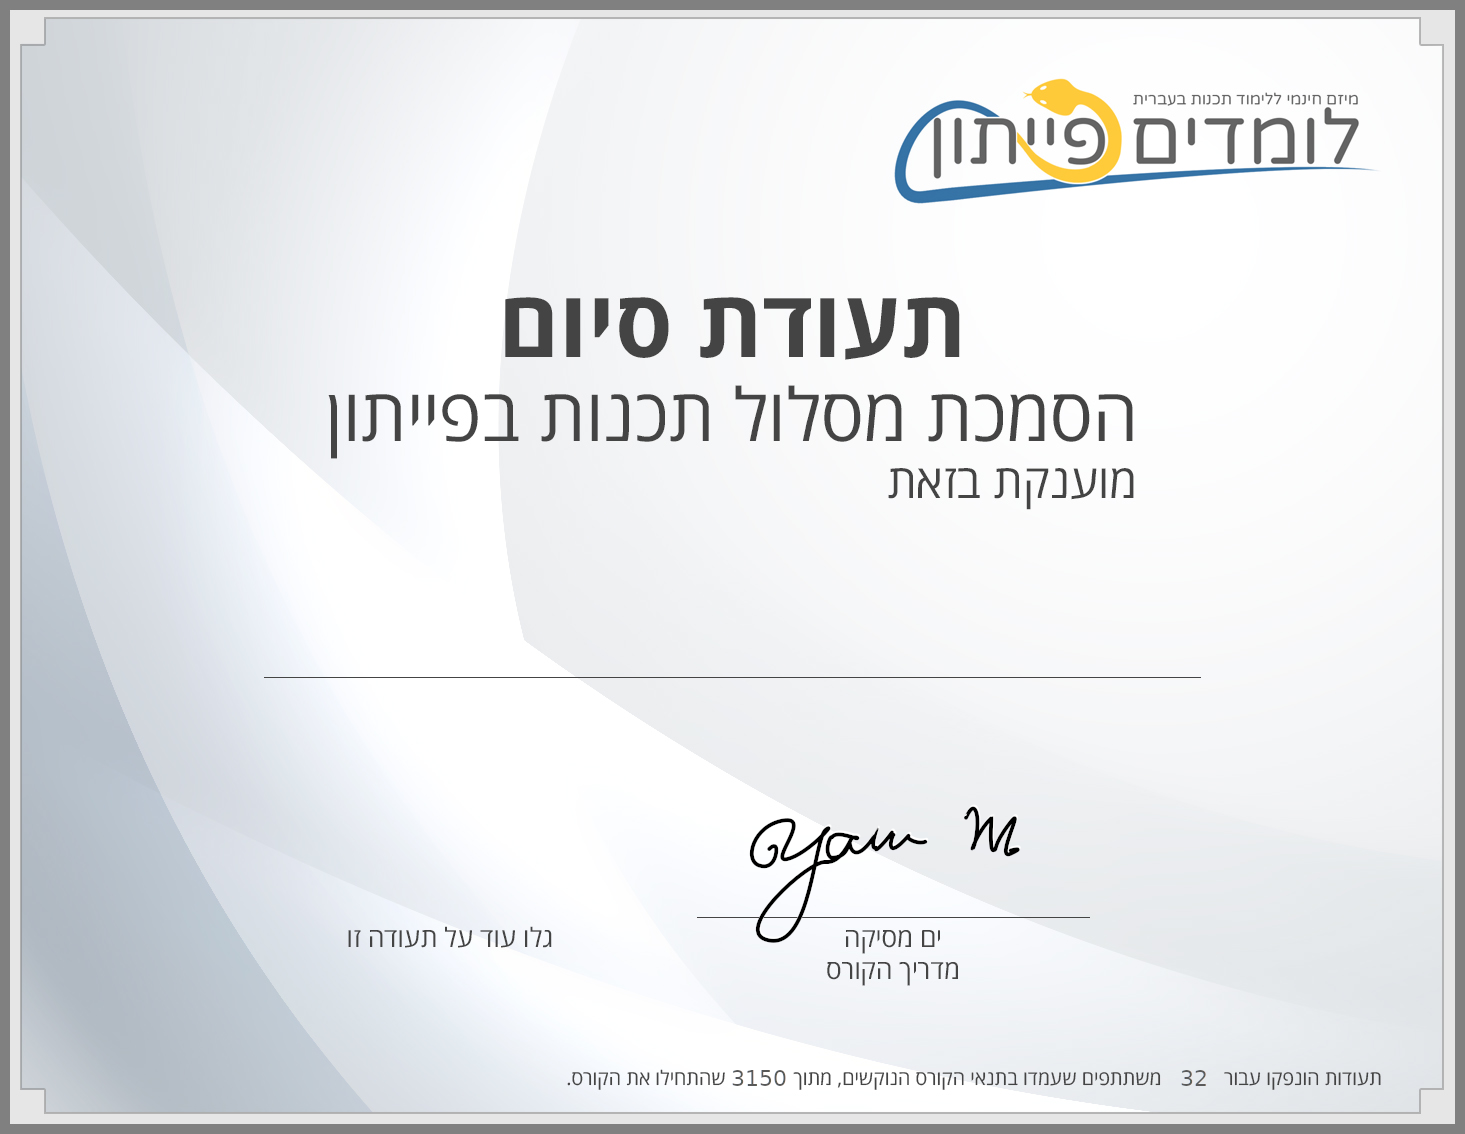 מיזם חינמי ללימוד תכנות בעברית
לומדים פייתון
תעודת סיום
הסמכת מסלול תכנות בפייתון
מוענקת בזאת
Yam M
ים מסיקה
מדריך הקורס
גלו עוד על תעודה זו
תעודות הונפקו עבור 32 משתתפים שעמדו בתנאי הקורס הנוקשים, מתוך 3150 שהתחילו את הקורס.